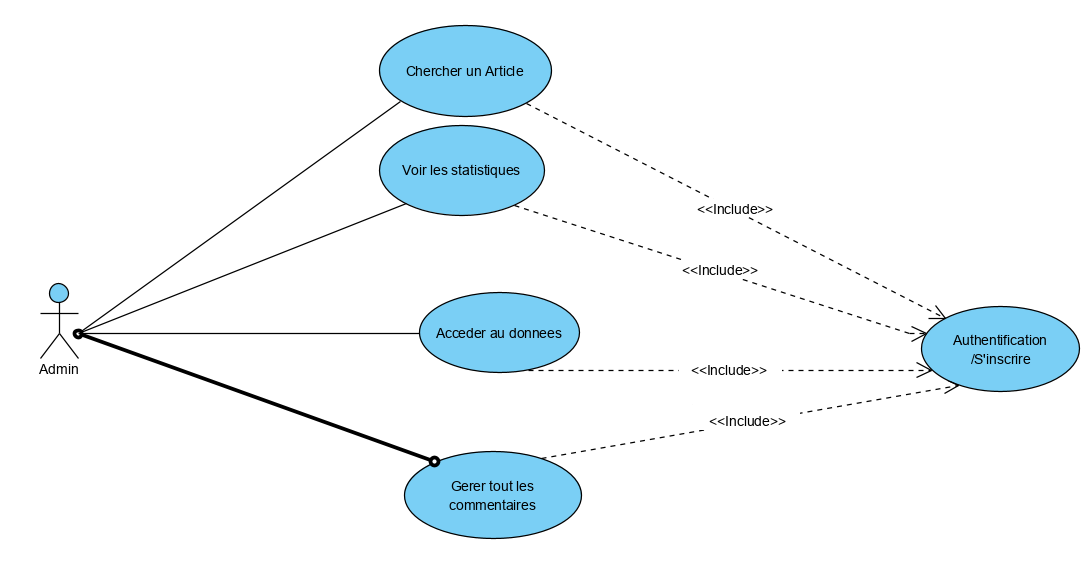 Chercher un Article
Voir les statistiques
<<Include>>
<<Include>>
Admin
Acceder au donnees
Authentification
/S'inscrire
<<Include>>
<<Include>>
Gerer tout les
commentaires